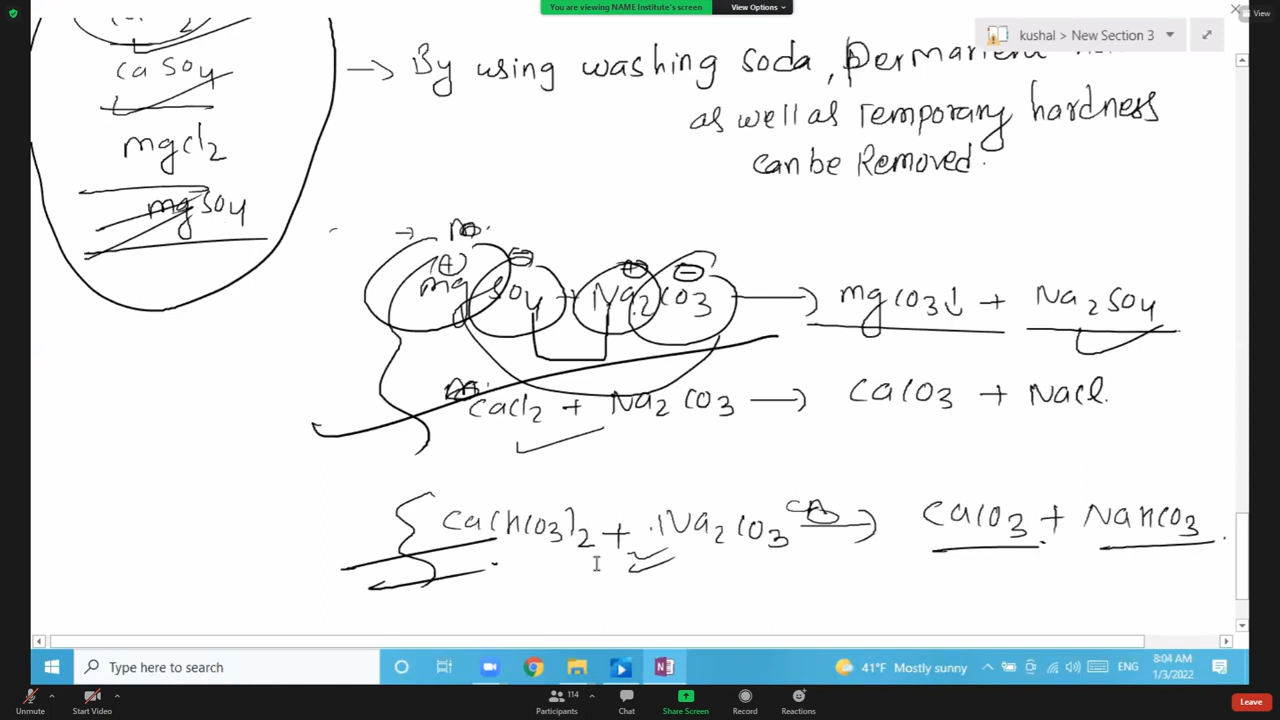 You are viewing NAME Institute's screen
View Options
View
kushal > New Section 3
caso4
mgcl2
mgso4
→ By using washing soda, permanent
as well as Temporary hardness
can be Removed.
→
mgso4 + Na2co3 → mgco3↓ + Na2so4
cacl2 + Na2co3 → caco3 + Nacl.
ca(hco3)2 + Na2co3 → caco3 + Nahco3.
Type here to search
41°F Mostly sunny
ENG
8:04 AM
1/3/2022
Unmute
Start Video
114
Participants
Chat
Share Screen
Record
Reactions
Leave